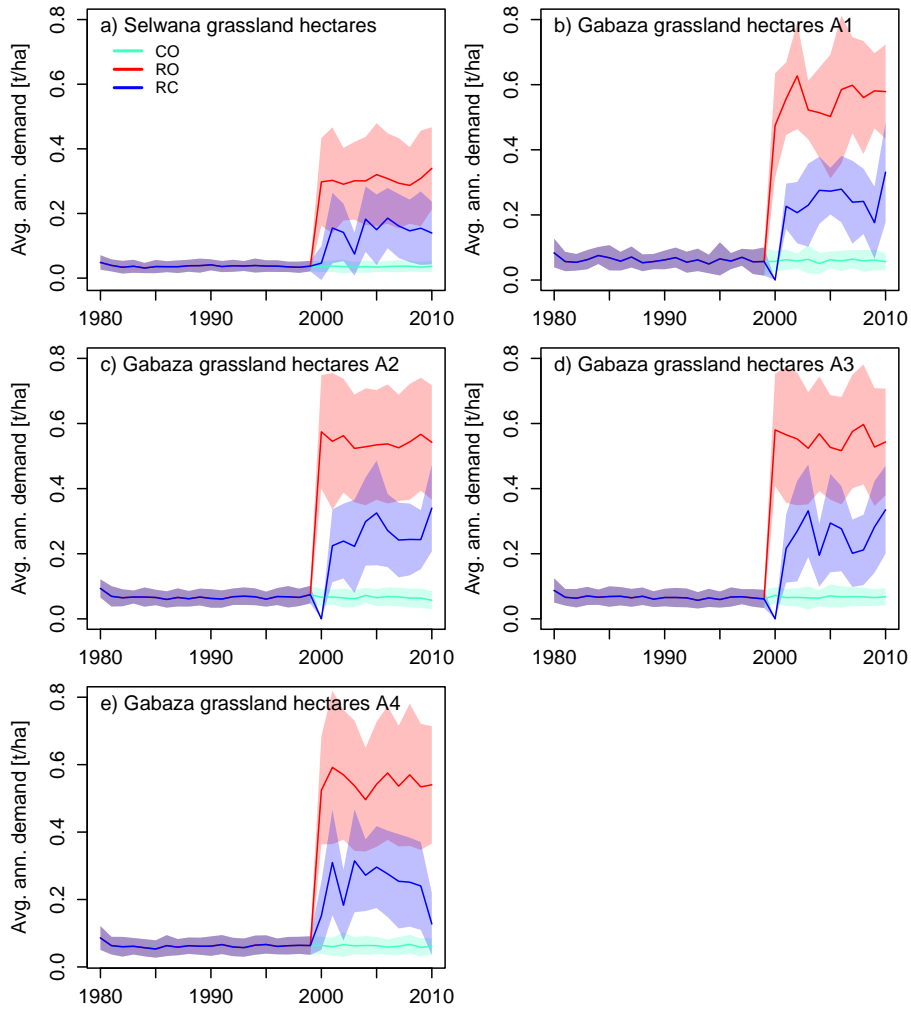 a) Selwana grassland hectares
CO
RO
RC
Avg. ann. demand [t/ha]
0.0 0.2 0.4 0.6 0.8
1980 1990 2000 2010
b) Gabaza grassland hectares A1
Avg. ann. demand [t/ha]
0.0 0.2 0.4 0.6 0.8
1980 1990 2000 2010
c) Gabaza grassland hectares A2
Avg. ann. demand [t/ha]
0.0 0.2 0.4 0.6 0.8
1980 1990 2000 2010
d) Gabaza grassland hectares A3
Avg. ann. demand [t/ha]
0.0 0.2 0.4 0.6 0.8
1980 1990 2000 2010
e) Gabaza grassland hectares A4
Avg. ann. demand [t/ha]
0.0 0.2 0.4 0.6 0.8
1980 1990 2000 2010